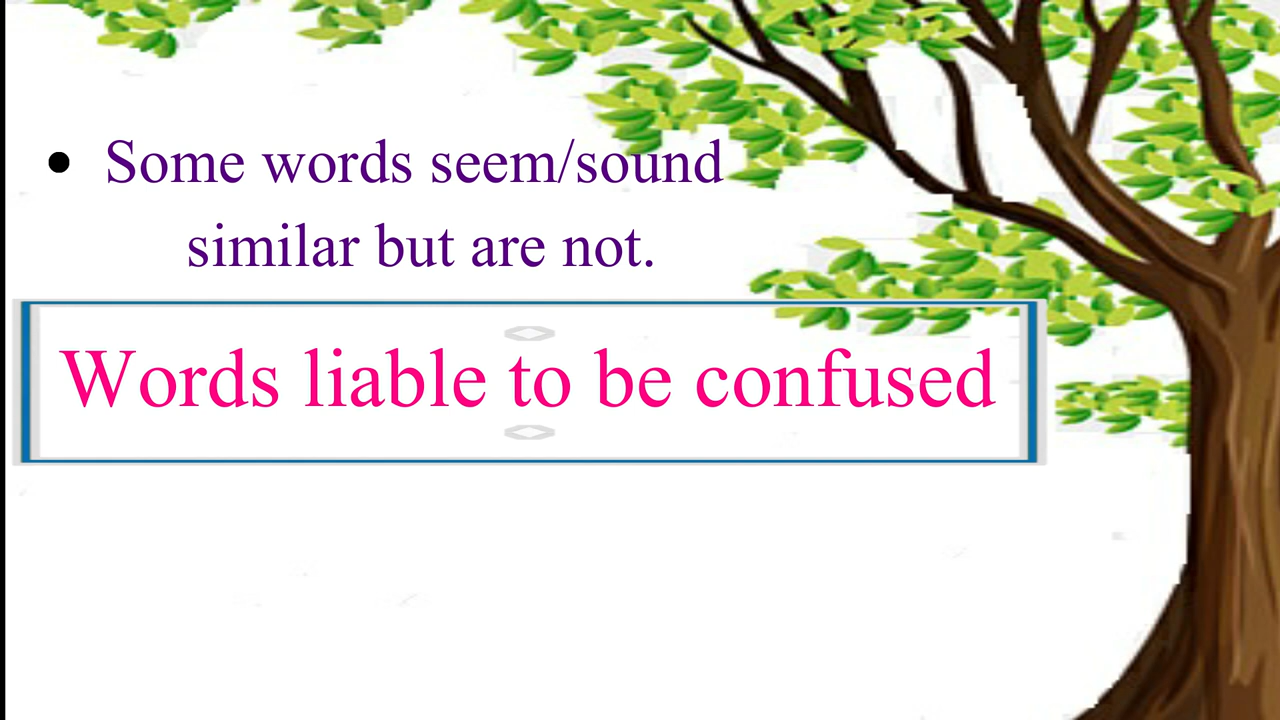 • Some words seem/sound
similar but are not.
Words liable to be confused